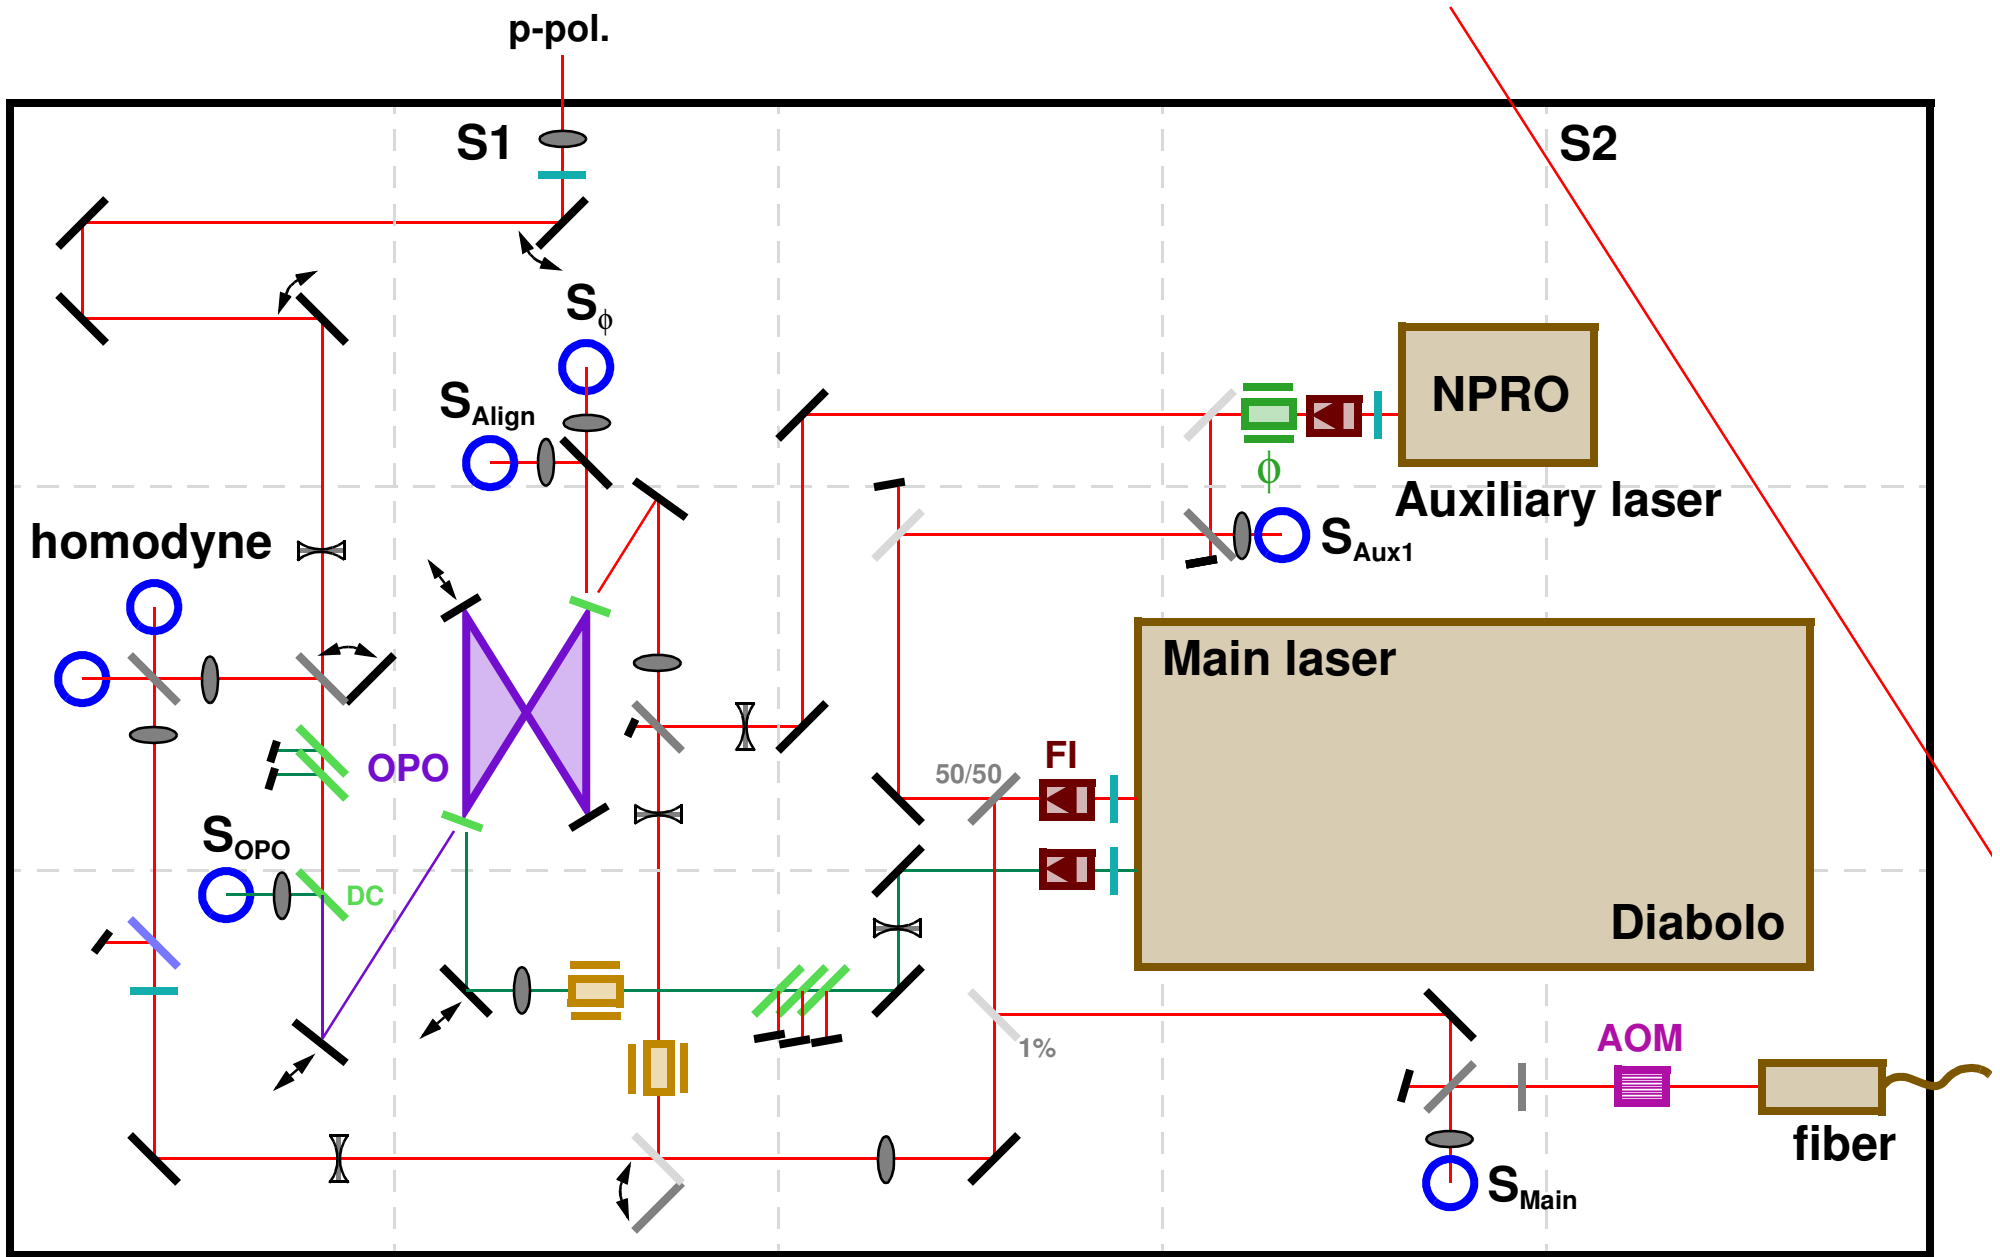 p-pol.
S1
S2
Sϕ
SAlign
NPRO
ϕ
Auxiliary laser
homodyne
SAux1
Main laser
OPO
FI
50/50
SOPO
DC
Diabolo
1%
AOM
fiber
SMain